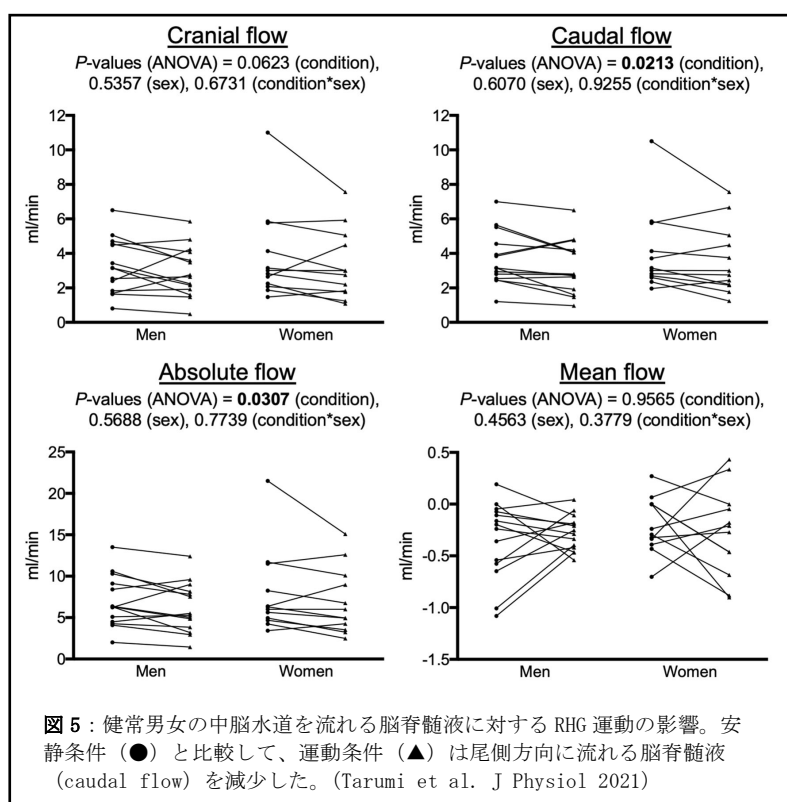 Cranial flow
P-values (ANOVA) = 0.0623 (condition),
0.5357 (sex), 0.6731 (condition*sex)
12
10
8
6
4
2
0
ml/min
Men
Women
Caudal flow
P-values (ANOVA) = 0.0213 (condition),
0.6070 (sex), 0.9255 (condition*sex)
12
10
8
6
4
2
0
ml/min
Men
Women
Absolute flow
P-values (ANOVA) = 0.0307 (condition),
0.5688 (sex), 0.7739 (condition*sex)
25
20
15
10
5
0
ml/min
Men
Women
Mean flow
P-values (ANOVA) = 0.9565 (condition),
0.4563 (sex), 0.3779 (condition*sex)
0.5
0.0
-0.5
-1.0
-1.5
ml/min
Men
Women
図 5：健常男女の中脳水道を流れる脳脊髄液に対する RHG 運動の影響。安
静条件（●）と比較して、運動条件（▲）は尾側方向に流れる脳脊髄液
（caudal flow）を減少した。(Tarumi et al. J Physiol 2021)